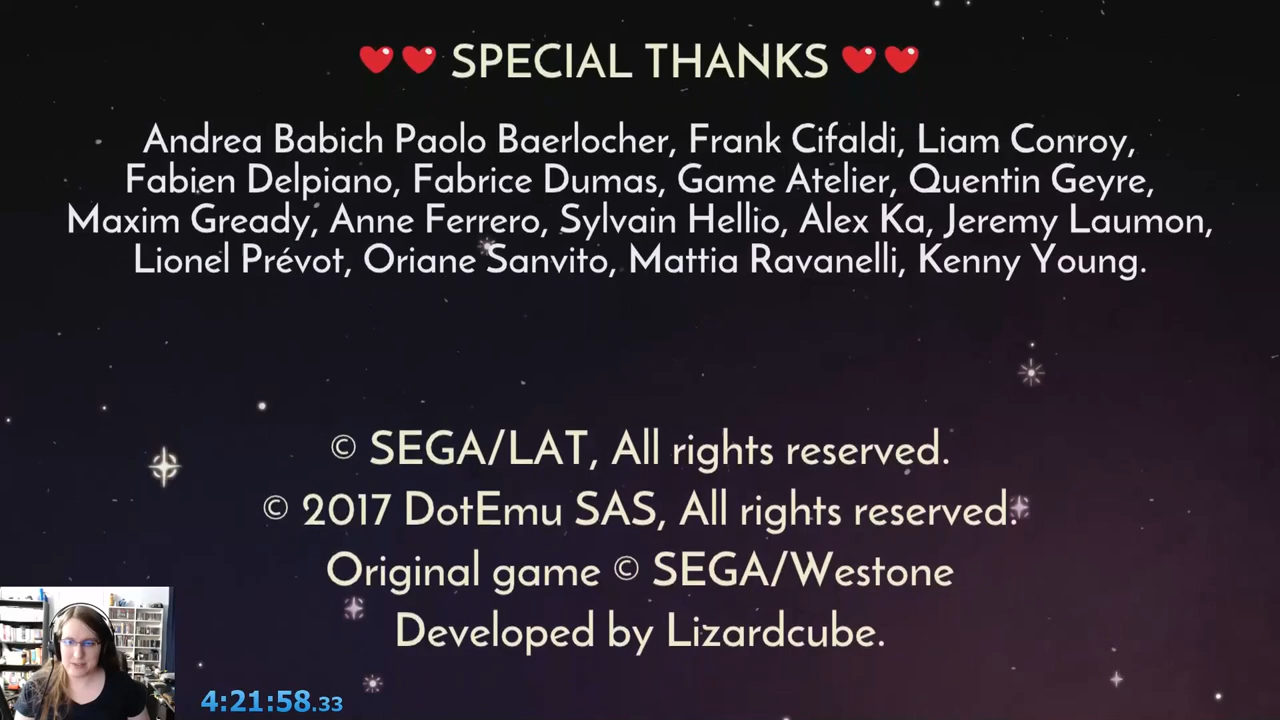 SPECIAL THANKS
Andrea Babich Paolo Baerlocher, Frank Cifaldi, Liam Conroy,
Fabien Delpiano, Fabrice Dumas, Game Atelier, Quentin Geyre,
Maxim Gready, Anne Ferrero, Sylvain Hellio, Alex Ka, Jeremy Laumon,
Lionel Prévot, Oriane Sanvito, Mattia Ravanelli, Kenny Young.
© SEGA/LAT, All rights reserved.
© 2017 DotEmu SAS, All rights reserved.
Original game © SEGA/Westone
Developed by Lizardcube.
4:21:58.33